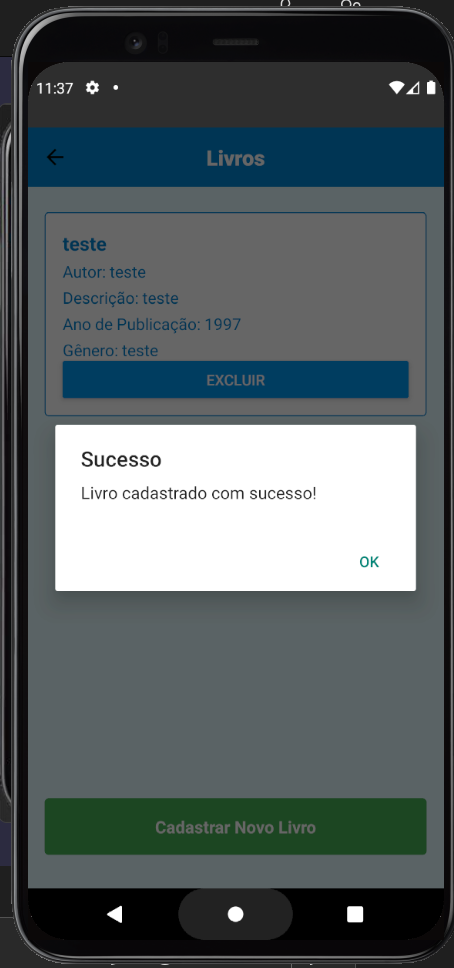 11:37
Livros
teste
Autor: teste
Descrição: teste
Ano de Publicação: 1997
Gênero: teste
EXCLUIR
Sucesso
Livro cadastrado com sucesso!
OK
Cadastrar Novo Livro